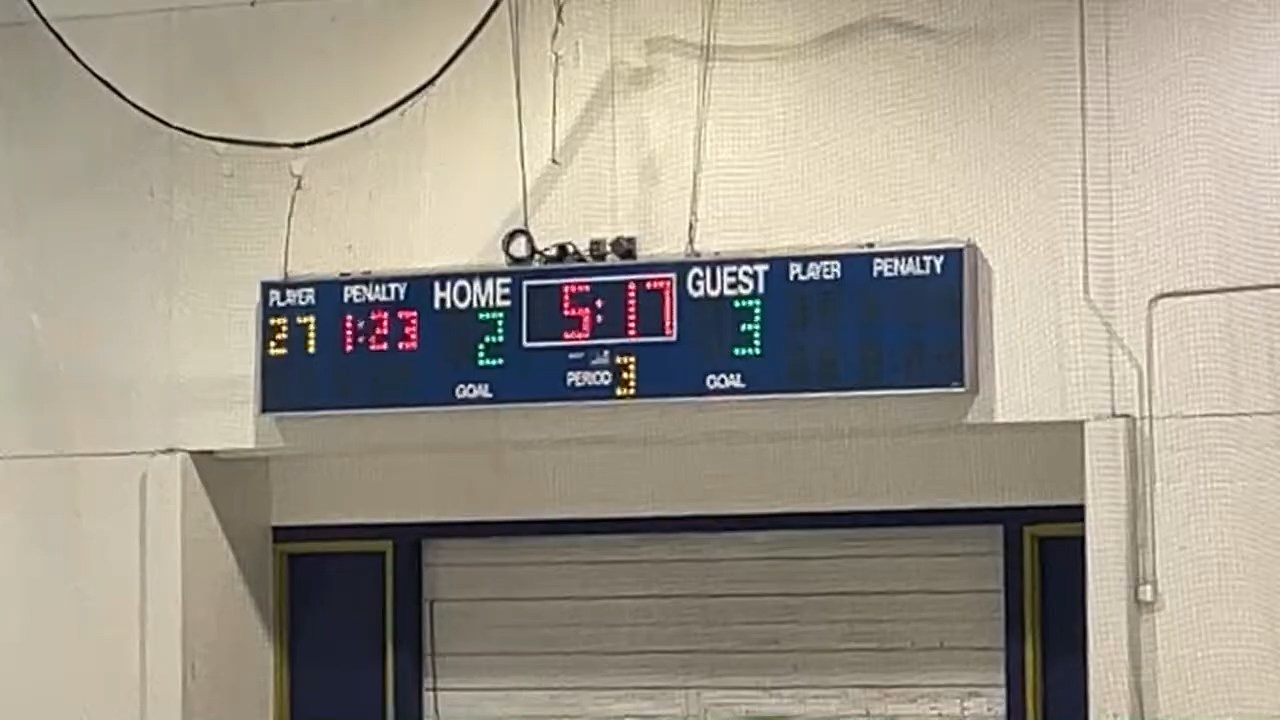 PLAYER PENALTY HOME 5:17 GUEST PLAYER PENALTY
27 1:23 2 3
GOAL PERIOD 3 GOAL